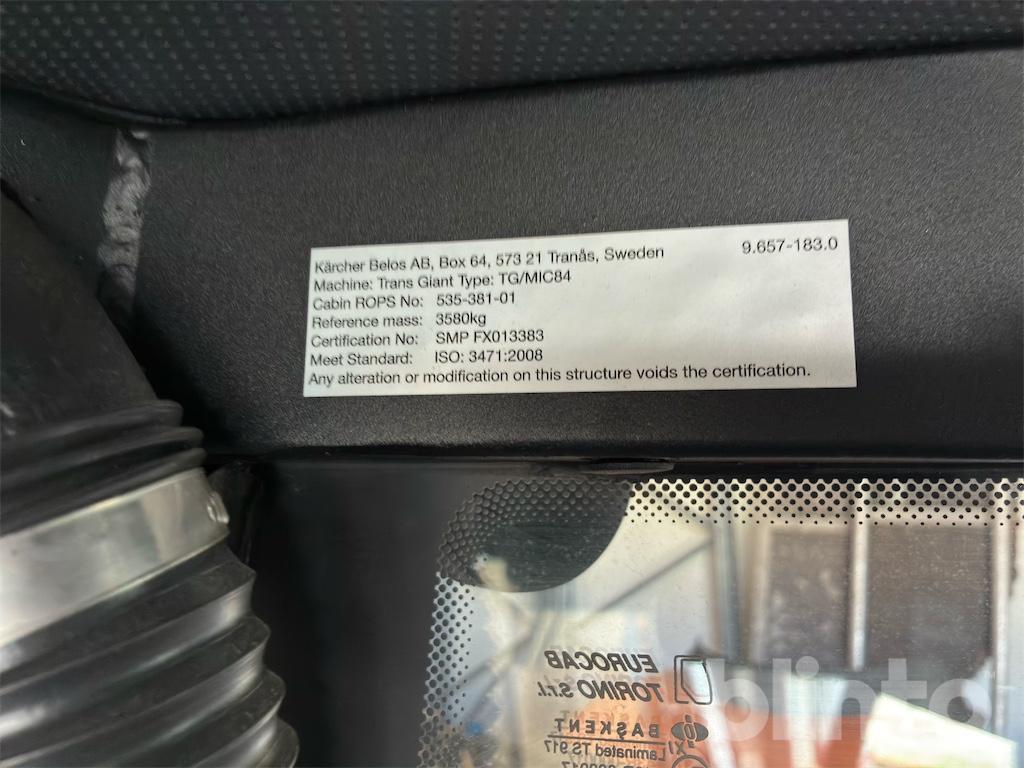 Kärcher Belos AB, Box 64, 573 21 Tranås, Sweden 9.657-183.0
Machine: Trans Giant Type: TG/MIC84
Cabin ROPS No: 535-381-01
Reference mass: 3580kg
Certification No: SMP FX013383
Meet Standard: ISO: 3471:2008
Any alteration or modification on this structure voids the certification.
EUROCAB
TORINO s.r.l.
BAŞKENT
Laminated TS 917
blinto